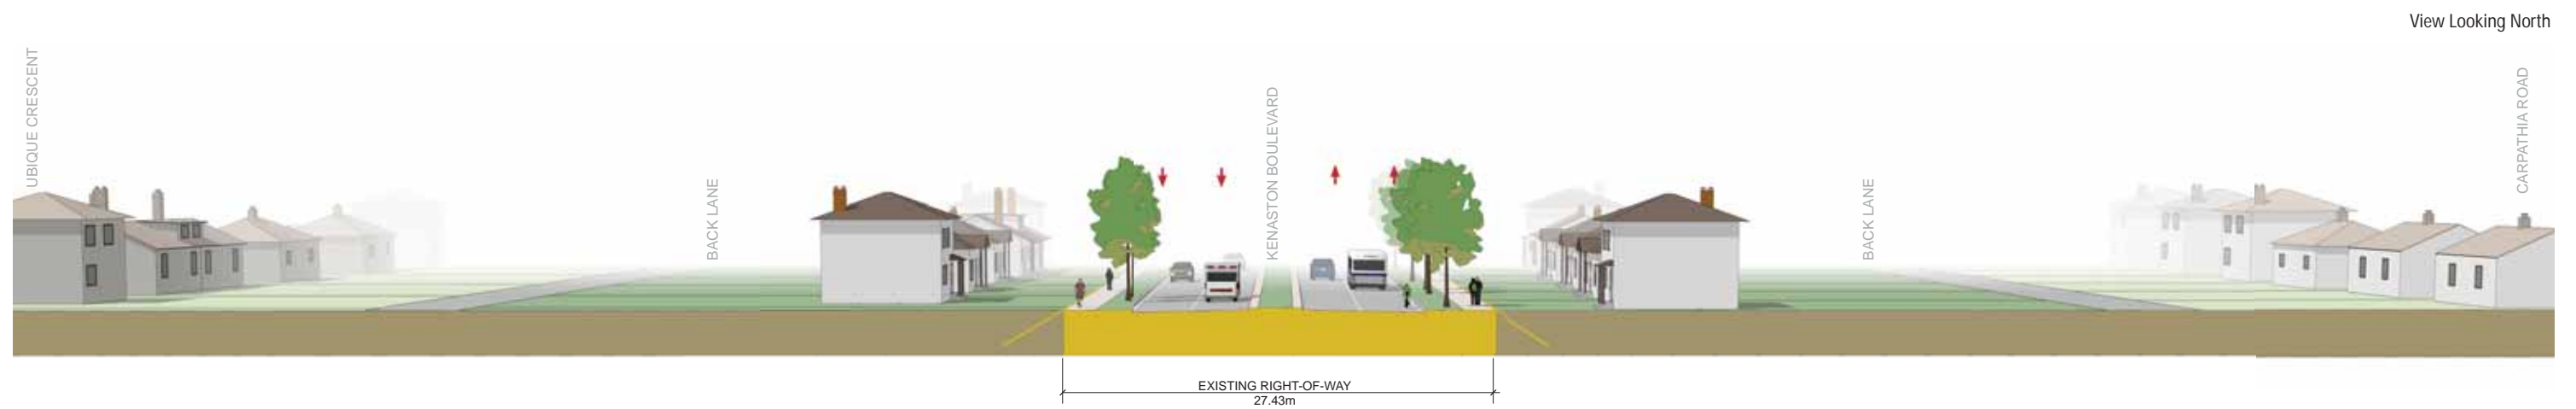 View Looking North
UBIQUE CRESCENT
BACK LANE
KENASTON BOULEVARD
BACK LANE
CARPATHIA ROAD
EXISTING RIGHT-OF-WAY
27.43m